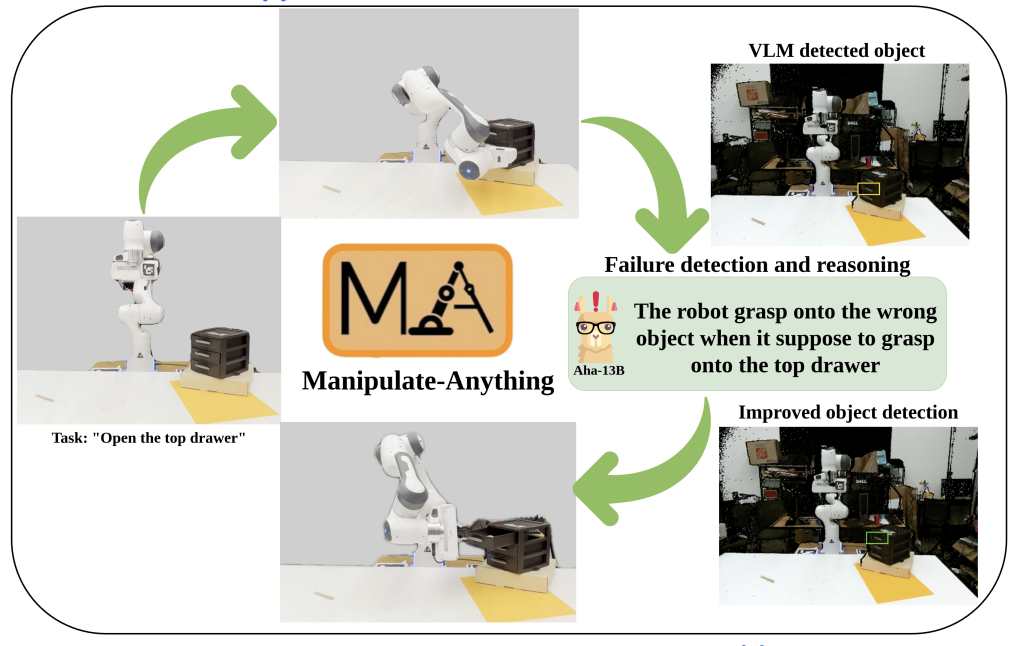 VLM detected object
Failure detection and reasoning
The robot grasp onto the wrong
object when it suppose to grasp
onto the top drawer
Aha-13B
MA
Manipulate-Anything
Task: "Open the top drawer"
Improved object detection
DELL